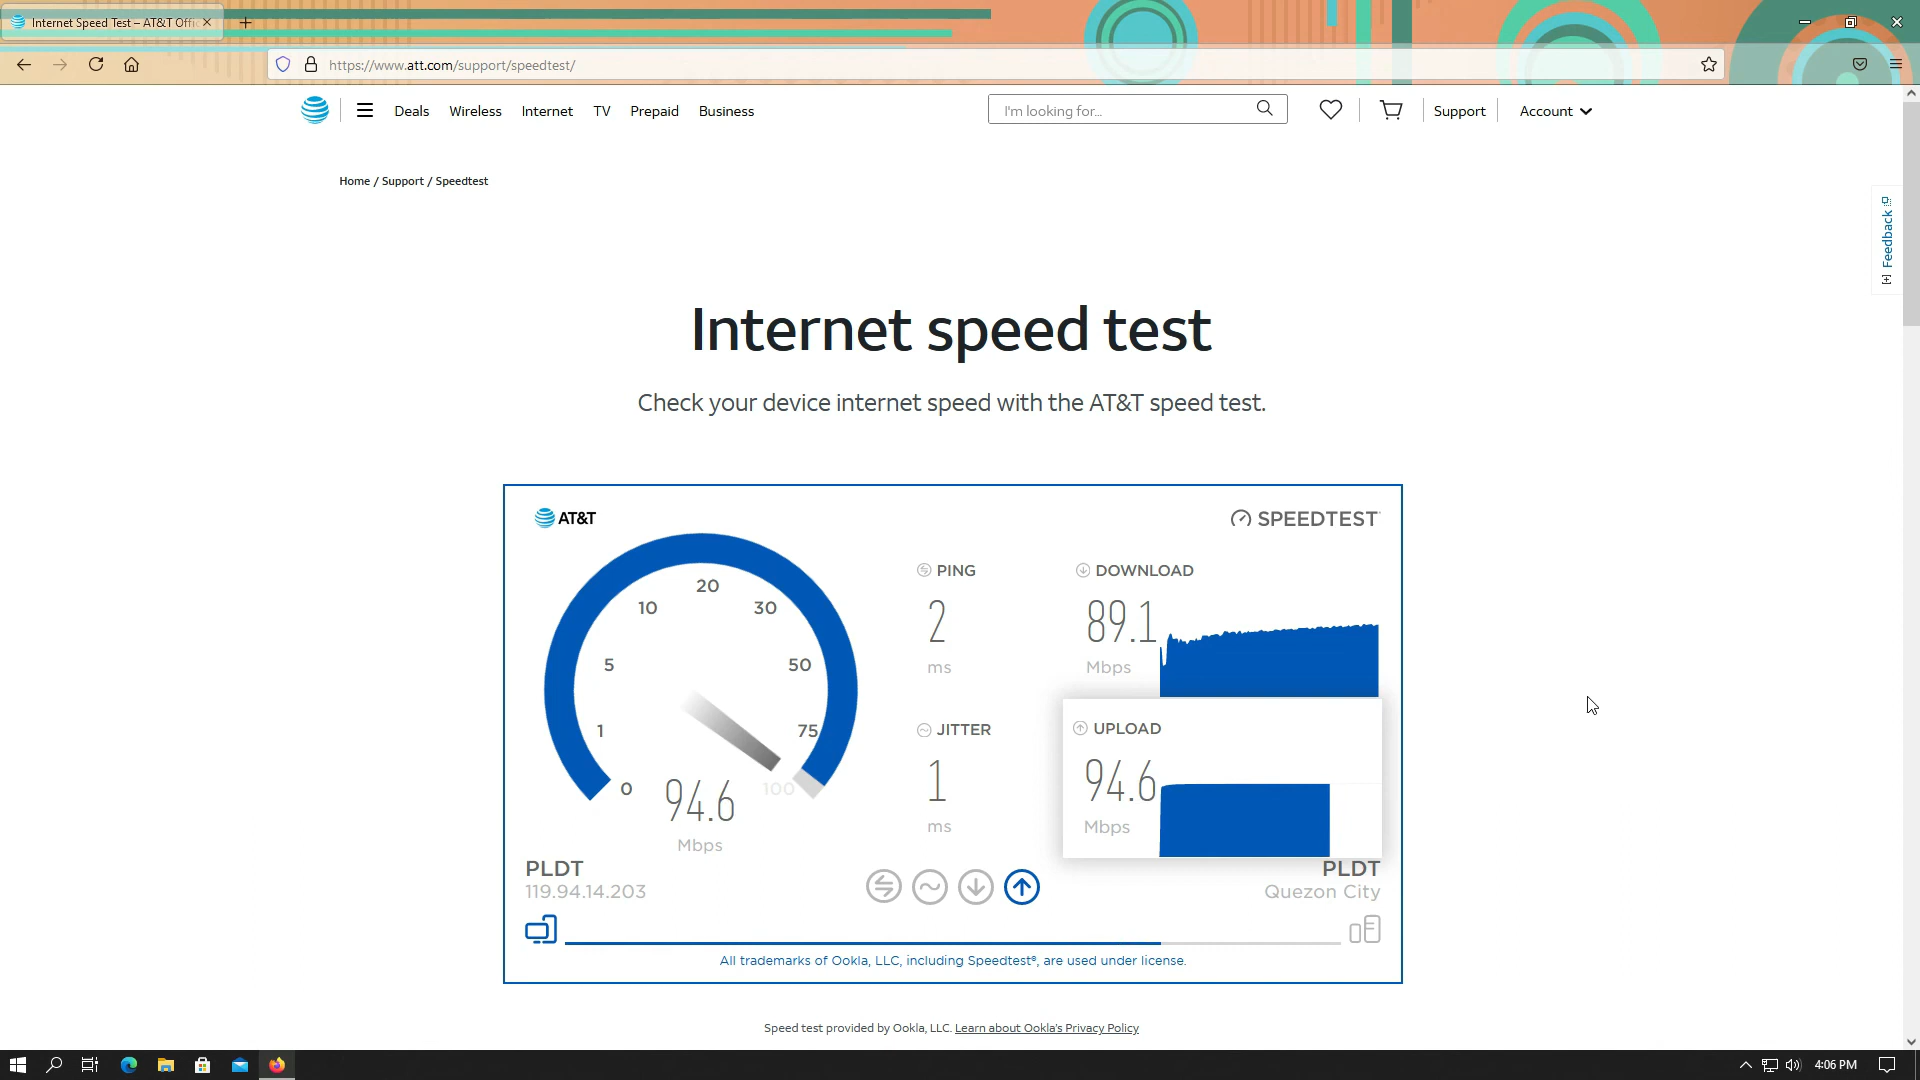 Internet Speed Test – AT&T Offic
https://www.att.com/support/speedtest/
Deals Wireless Internet TV Prepaid Business I'm looking for... Support Account
Home / Support / Speedtest
Feedback
Internet speed test
Check your device internet speed with the AT&T speed test.
AT&T SPEEDTEST
PING DOWNLOAD
2 89.1
ms Mbps
JITTER UPLOAD
1 94.6
ms Mbps
0 1 5 10 20 30 50 75 100
94.6
Mbps
PLDT PLDT
119.94.14.203 Quezon City
All trademarks of Ookla, LLC, including Speedtest®, are used under license.
Speed test provided by Ookla, LLC. Learn about Ookla's Privacy Policy
4:06 PM